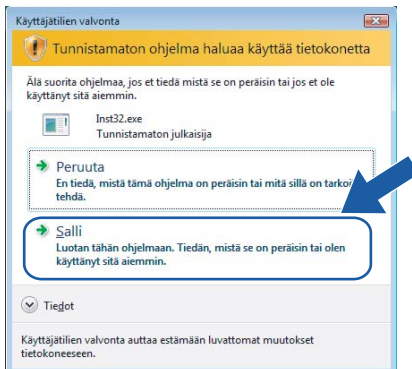 Käyttäjätilien valvonta
Tunnistamaton ohjelma haluaa käyttää tietokonetta
Älä suorita ohjelmaa, jos et tiedä mistä se on peräisin tai jos et ole
käyttänyt sitä aiemmin.
Inst32.exe
Tunnistamaton julkaisija
Peruuta
En tiedä, mistä tämä ohjelma on peräisin tai mitä sillä on
tehdä.
Salli
Luotan tähän ohjelmaan. Tiedän, mistä se on peräisin tai olen
käyttänyt sitä aiemmin.
Tiedot
Käyttäjätilien valvonta auttaa estämään luvattomat muutokset
tietokoneeseen.